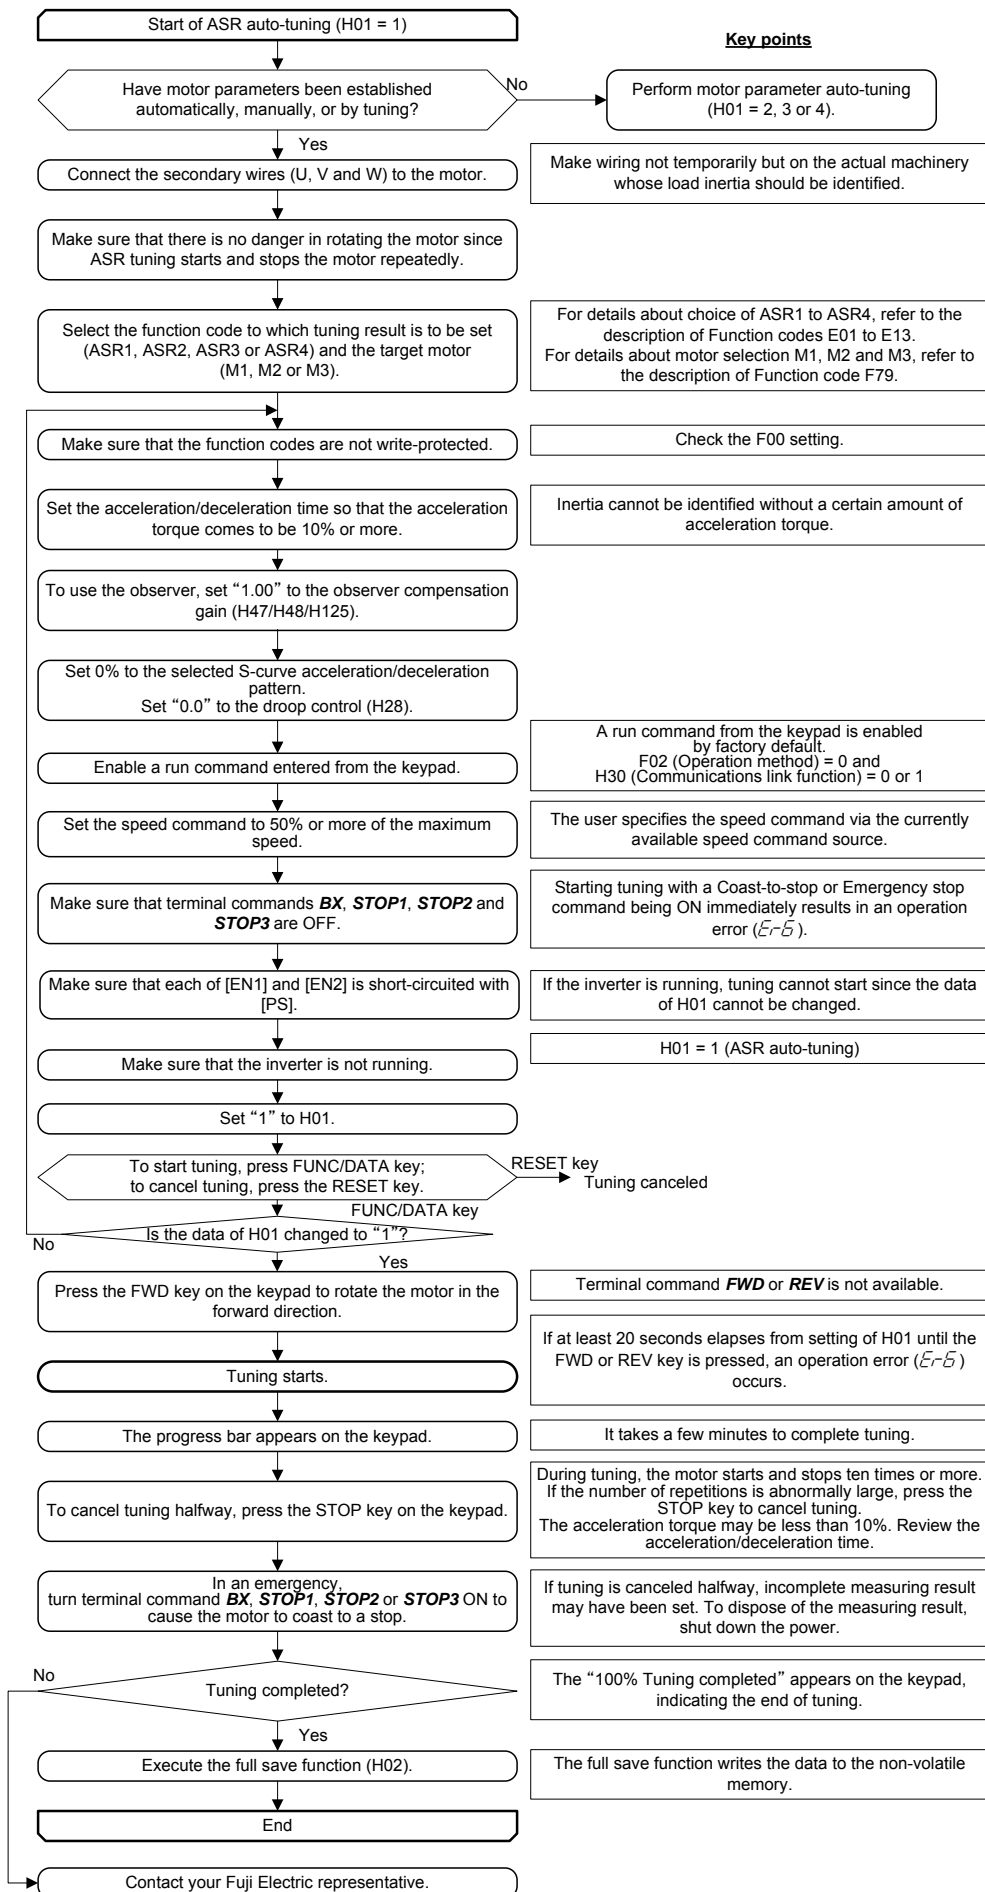 Start of ASR auto-tuning (H01 = 1)
Key points
Have motor parameters been established
automatically, manually, or by tuning?
No
Perform motor parameter auto-tuning
(H01 = 2, 3 or 4).
Yes
Connect the secondary wires (U, V and W) to the motor.
Make wiring not temporarily but on the actual machinery
whose load inertia should be identified.
Make sure that there is no danger in rotating the motor since
ASR tuning starts and stops the motor repeatedly.
Select the function code to which tuning result is to be set
(ASR1, ASR2, ASR3 or ASR4) and the target motor
(M1, M2 or M3).
For details about choice of ASR1 to ASR4, refer to the
description of Function codes E01 to E13.
For details about motor selection M1, M2 and M3, refer to
the description of Function code F79.
Make sure that the function codes are not write-protected.
Check the F00 setting.
Set the acceleration/deceleration time so that the acceleration
torque comes to be 10% or more.
Inertia cannot be identified without a certain amount of
acceleration torque.
To use the observer, set “1.00” to the observer compensation
gain (H47/H48/H125).
Set 0% to the selected S-curve acceleration/deceleration
pattern.
Set “0.0” to the droop control (H28).
Enable a run command entered from the keypad.
A run command from the keypad is enabled
by factory default.
F02 (Operation method) = 0 and
H30 (Communications link function) = 0 or 1
Set the speed command to 50% or more of the maximum
speed.
The user specifies the speed command via the currently
available speed command source.
Make sure that terminal commands BX, STOP1, STOP2 and
STOP3 are OFF.
Starting tuning with a Coast-to-stop or Emergency stop
command being ON immediately results in an operation
error (Er6).
Make sure that each of [EN1] and [EN2] is short-circuited with
[PS].
If the inverter is running, tuning cannot start since the data
of H01 cannot be changed.
Make sure that the inverter is not running.
H01 = 1 (ASR auto-tuning)
Set “1” to H01.
To start tuning, press FUNC/DATA key;
to cancel tuning, press the RESET key.
RESET key
Tuning canceled
FUNC/DATA key
Is the data of H01 changed to “1”?
No
Yes
Press the FWD key on the keypad to rotate the motor in the
forward direction.
Terminal command FWD or REV is not available.
Tuning starts.
If at least 20 seconds elapses from setting of H01 until the
FWD or REV key is pressed, an operation error (Er6)
occurs.
The progress bar appears on the keypad.
It takes a few minutes to complete tuning.
To cancel tuning halfway, press the STOP key on the keypad.
During tuning, the motor starts and stops ten times or more.
If the number of repetitions is abnormally large, press the
STOP key to cancel tuning.
The acceleration torque may be less than 10%. Review the
acceleration/deceleration time.
In an emergency,
turn terminal command BX, STOP1, STOP2 or STOP3 ON to
cause the motor to coast to a stop.
If tuning is canceled halfway, incomplete measuring result
may have been set. To dispose of the measuring result,
shut down the power.
No
Tuning completed?
The “100% Tuning completed” appears on the keypad,
indicating the end of tuning.
Yes
Execute the full save function (H02).
The full save function writes the data to the non-volatile
memory.
End
Contact your Fuji Electric representative.